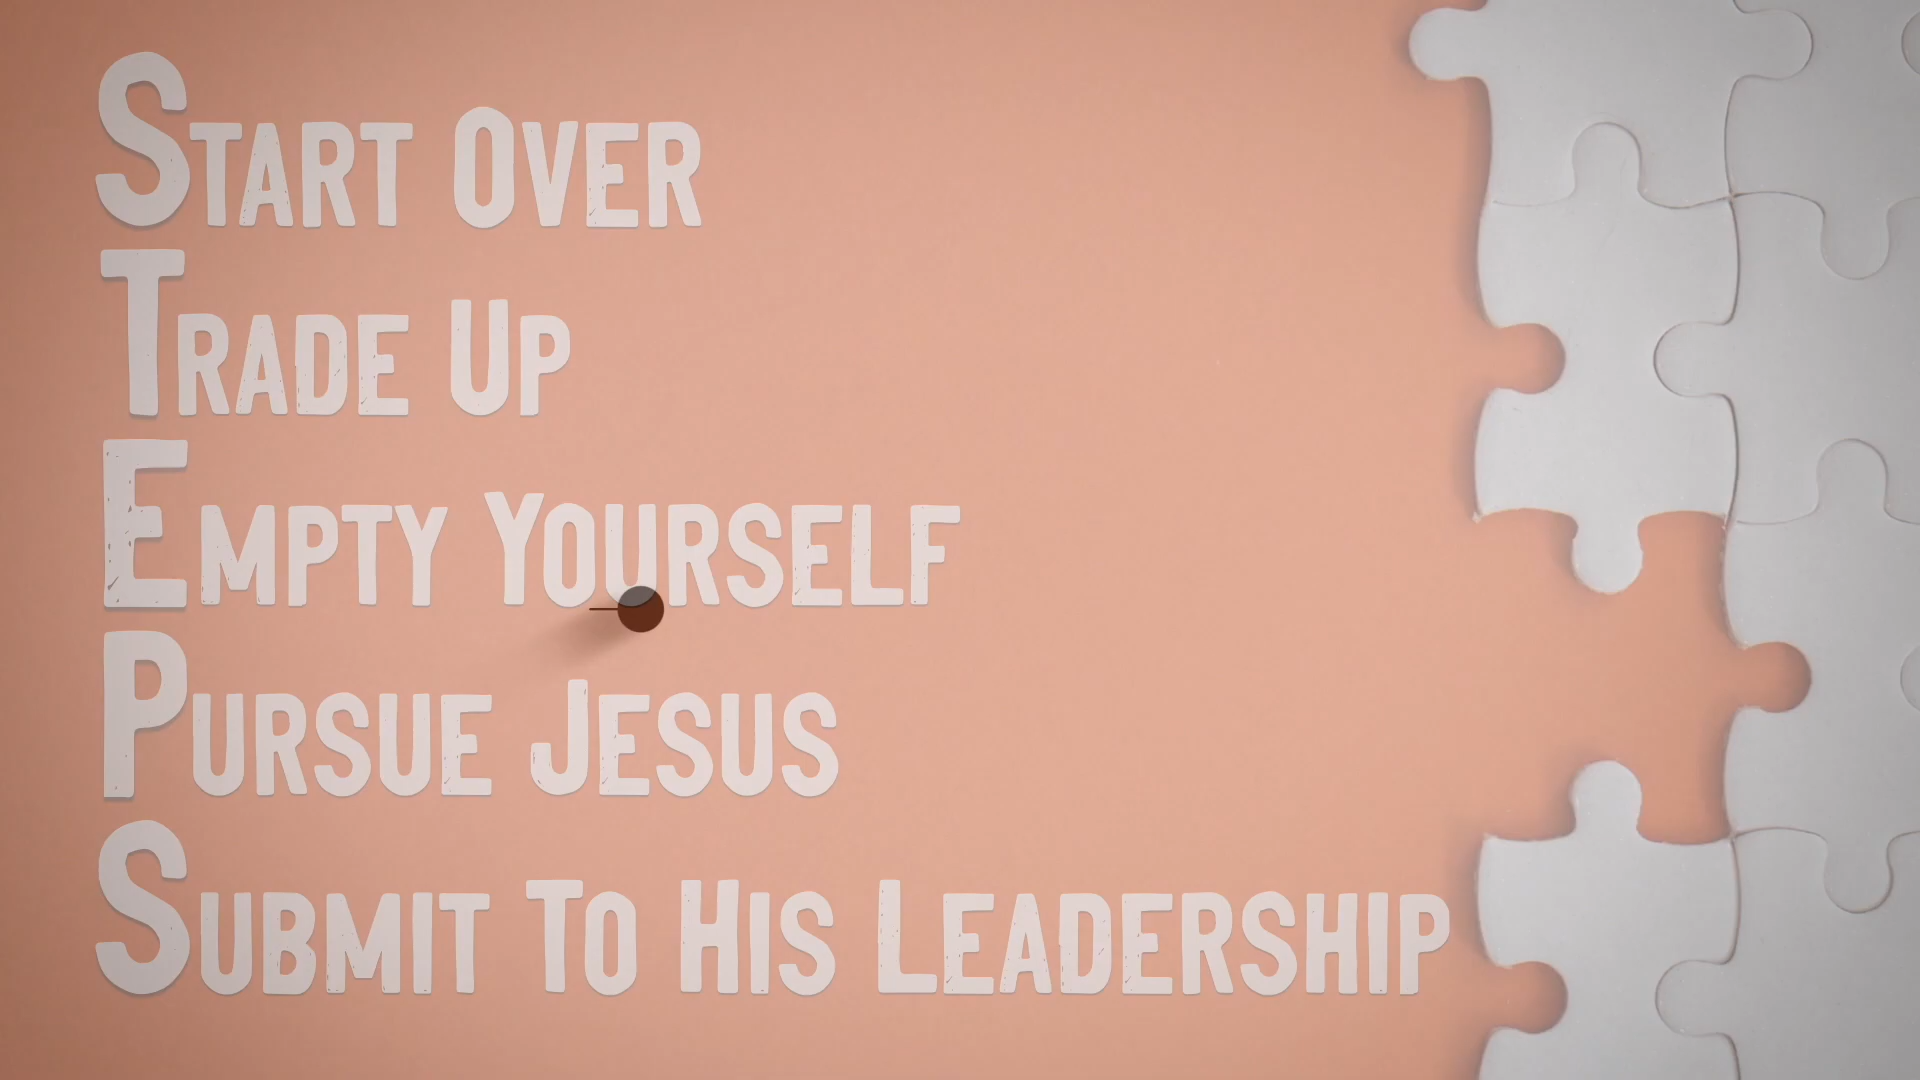 Start Over
Trade Up
Empty Yourself
Pursue Jesus
Submit To His Leadership